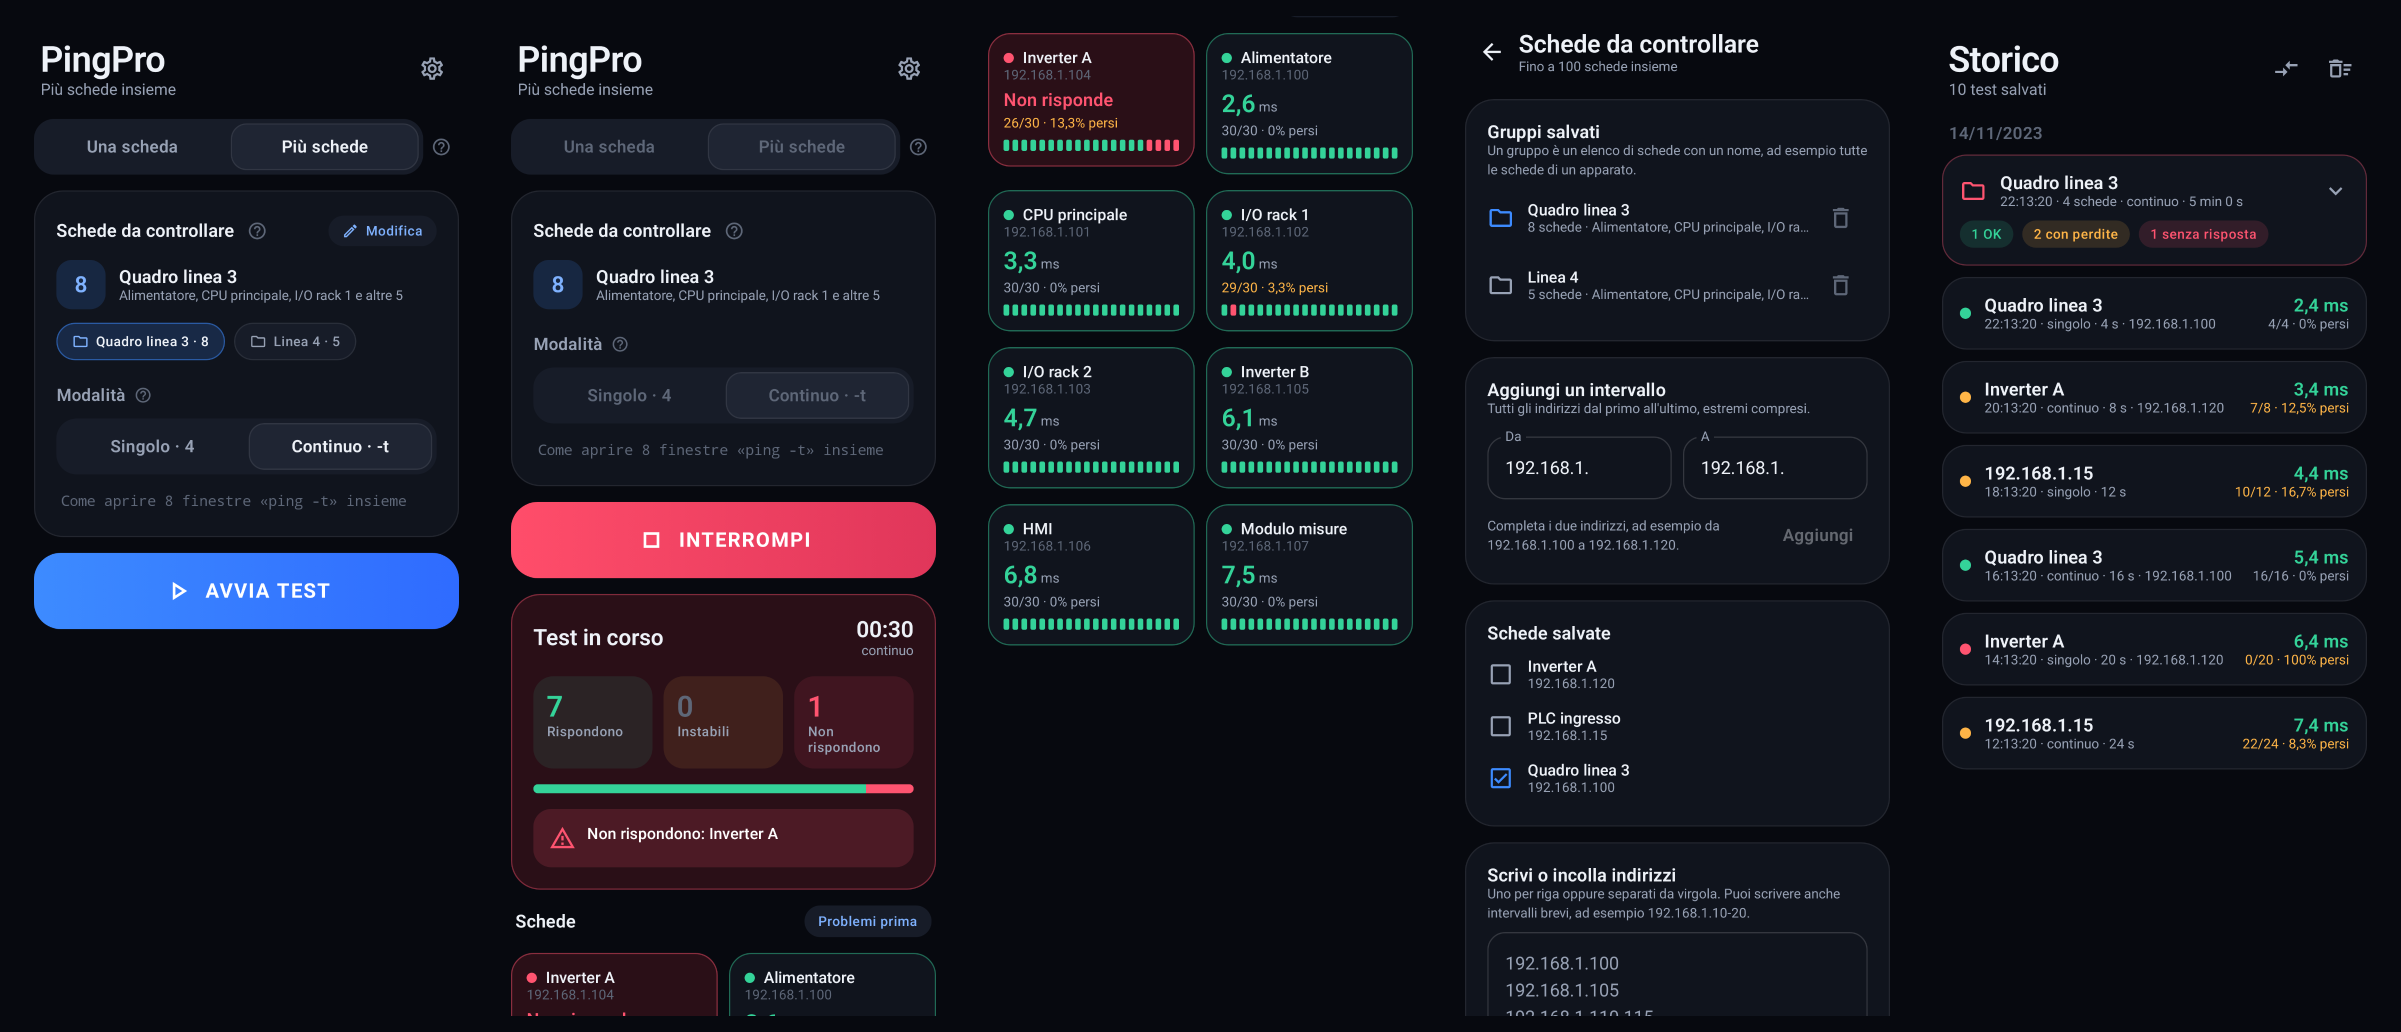 PingPro
Più schede insieme
Una scheda
Più schede
Schede da controllare
Modifica
8
Quadro linea 3
Alimentatore, CPU principale, I/O rack 1 e altre 5
Quadro linea 3 · 8
Linea 4 · 5
Modalità
Singolo · 4
Continuo · -t
Come aprire 8 finestre «ping -t» insieme
AVVIA TEST
PingPro
Più schede insieme
Una scheda
Più schede
Schede da controllare
8
Quadro linea 3
Alimentatore, CPU principale, I/O rack 1 e altre 5
Modalità
Singolo · 4
Continuo · -t
Come aprire 8 finestre «ping -t» insieme
INTERROMPI
Test in corso
00:30
continuo
7
Rispondono
0
Instabili
1
Non
rispondono
Non rispondono: Inverter A
Schede
Problemi prima
Inverter A
192.168.1.104
Alimentatore
192.168.1.100
Inverter A
192.168.1.104
Non risponde
26/30 · 13,3% persi
Alimentatore
192.168.1.100
2,6 ms
30/30 · 0% persi
CPU principale
192.168.1.101
3,3 ms
30/30 · 0% persi
I/O rack 1
192.168.1.102
4,0 ms
29/30 · 3,3% persi
I/O rack 2
192.168.1.103
4,7 ms
30/30 · 0% persi
Inverter B
192.168.1.105
6,1 ms
30/30 · 0% persi
HMI
192.168.1.106
6,8 ms
30/30 · 0% persi
Modulo misure
192.168.1.107
7,5 ms
30/30 · 0% persi
Schede da controllare
Fino a 100 schede insieme
Gruppi salvati
Un gruppo è un elenco di schede con un nome, ad esempio tutte
le schede di un apparato.
Quadro linea 3
8 schede · Alimentatore, CPU principale, I/O ra...
Linea 4
5 schede · Alimentatore, CPU principale, I/O ra...
Aggiungi un intervallo
Tutti gli indirizzi dal primo all'ultimo, estremi compresi.
Da
192.168.1.
A
192.168.1.
Completa i due indirizzi, ad esempio da
192.168.1.100 a 192.168.1.120.
Aggiungi
Schede salvate
Inverter A
192.168.1.120
PLC ingresso
192.168.1.15
Quadro linea 3
192.168.1.100
Scrivi o incolla indirizzi
Uno per riga oppure separati da virgola. Puoi scrivere anche
intervalli brevi, ad esempio 192.168.1.10-20.
192.168.1.100
192.168.1.105
Storico
10 test salvati
14/11/2023
Quadro linea 3
22:13:20 · 4 schede · continuo · 5 min 0 s
1 OK
2 con perdite
1 senza risposta
Quadro linea 3
2,4 ms
22:13:20 · singolo · 4 s · 192.168.1.100
4/4 · 0% persi
Inverter A
3,4 ms
20:13:20 · continuo · 8 s · 192.168.1.120
7/8 · 12,5% persi
192.168.1.15
4,4 ms
18:13:20 · singolo · 12 s
10/12 · 16,7% persi
Quadro linea 3
5,4 ms
16:13:20 · continuo · 16 s · 192.168.1.100
16/16 · 0% persi
Inverter A
6,4 ms
14:13:20 · singolo · 20 s · 192.168.1.120
0/20 · 100% persi
192.168.1.15
7,4 ms
12:13:20 · continuo · 24 s
22/24 · 8,3% persi